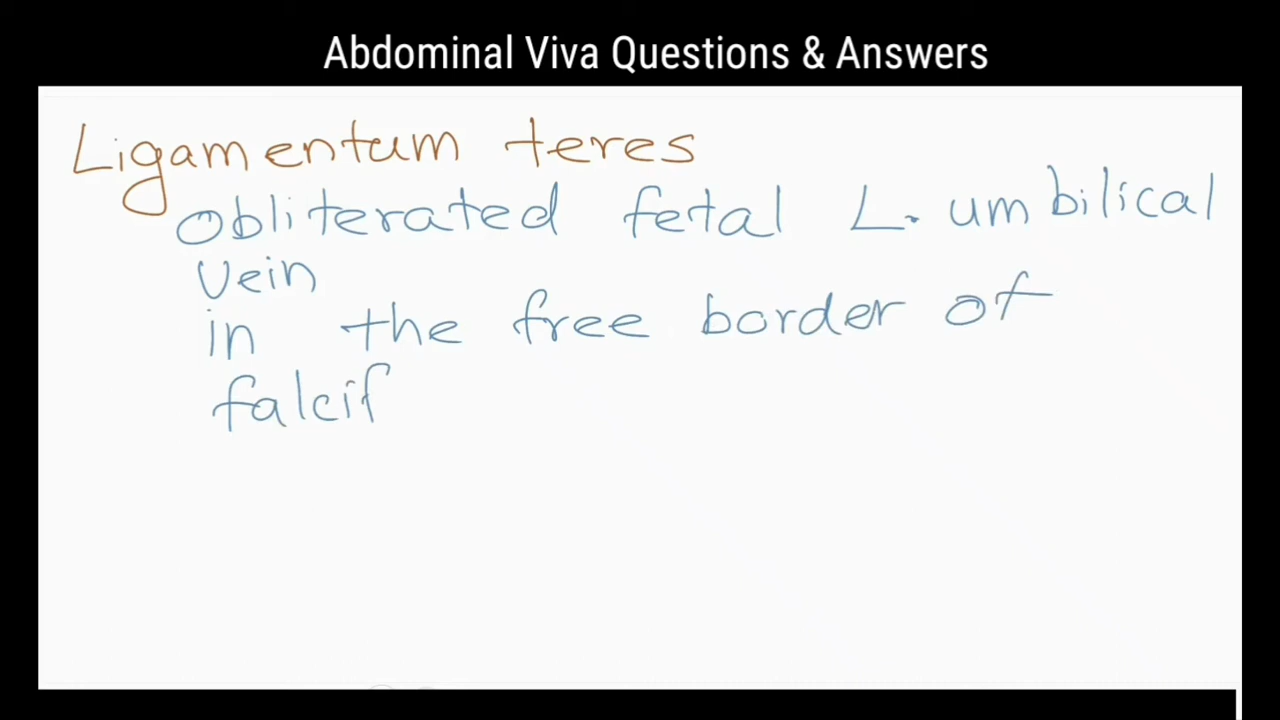 Abdominal Viva Questions & Answers
Ligamentum teres
Obliterated fetal L. umbilical
vein
in the free border of
falcif